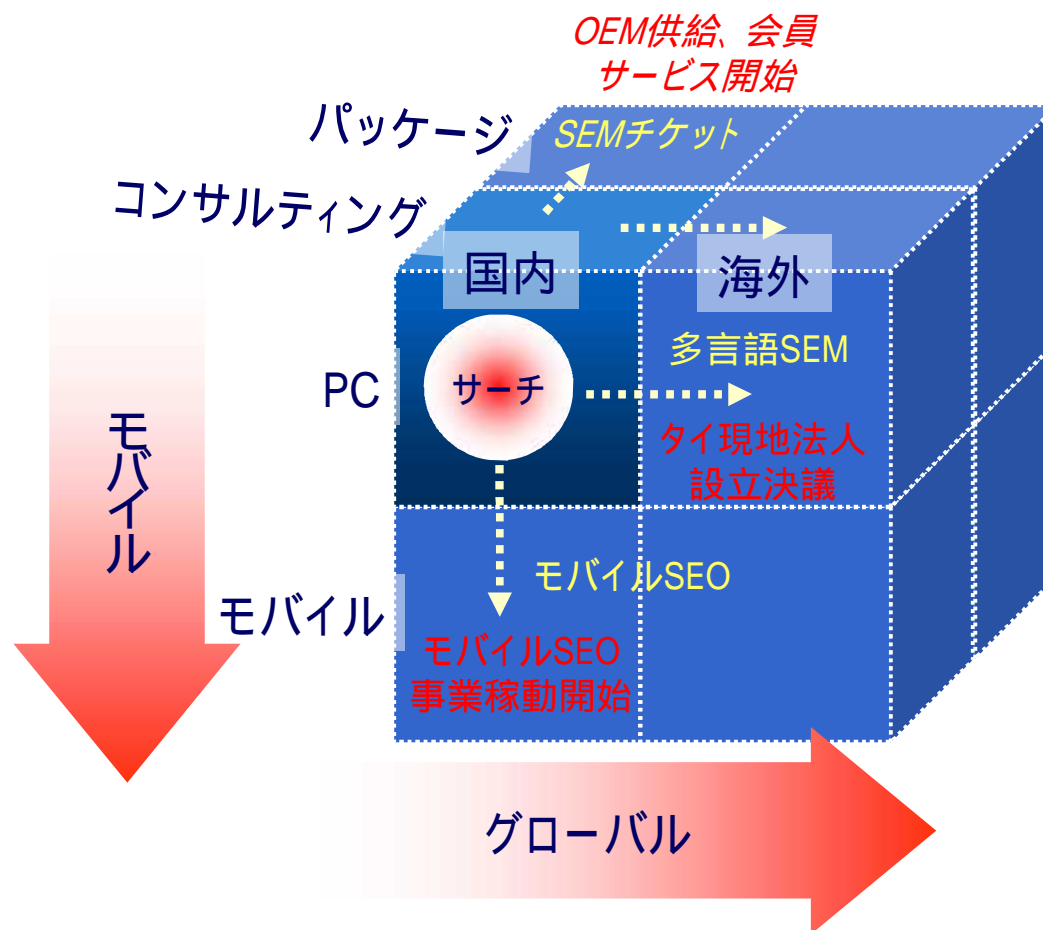 OEM供給、会員
サービス開始
パッケージ
SEMチケット
コンサルティング
国内
海外
多言語SEM
PC
サーチ
タイ現地法人
設立決議
モバイル
モバイルSEO
モバイル
モバイルSEO
事業稼動開始
グローバル